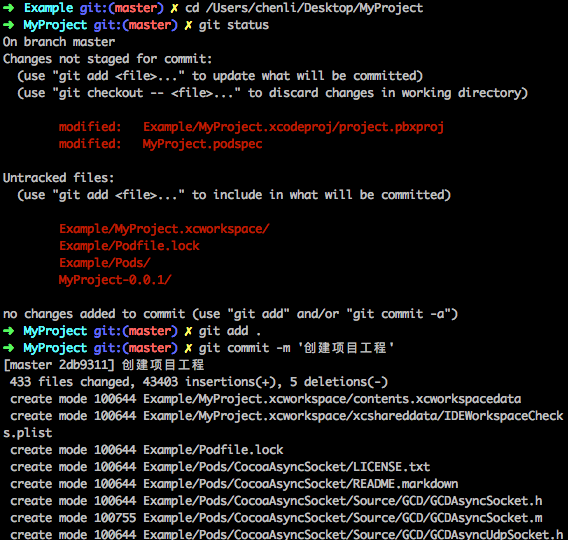 ➜ Example git:(master) ✗ cd /Users/chenli/Desktop/MyProject
➜ MyProject git:(master) ✗ git status
On branch master
Changes not staged for commit:
  (use "git add <file>..." to update what will be committed)
  (use "git checkout -- <file>..." to discard changes in working directory)
modified: Example/MyProject.xcodeproj/project.pbxproj
modified: MyProject.podspec
Untracked files:
  (use "git add <file>..." to include in what will be committed)
Example/MyProject.xcworkspace/
Example/Podfile.lock
Example/Pods/
MyProject-0.0.1/
no changes added to commit (use "git add" and/or "git commit -a")
➜ MyProject git:(master) ✗ git add .
➜ MyProject git:(master) ✗ git commit -m '创建项目工程'
[master 2db9311] 创建项目工程
 433 files changed, 43403 insertions(+), 5 deletions(-)
 create mode 100644 Example/MyProject.xcworkspace/contents.xcworkspacedata
 create mode 100644 Example/MyProject.xcworkspace/xcshareddata/IDEWorkspaceCheck
s.plist
 create mode 100644 Example/Podfile.lock
 create mode 100644 Example/Pods/CocoaAsyncSocket/LICENSE.txt
 create mode 100644 Example/Pods/CocoaAsyncSocket/README.markdown
 create mode 100644 Example/Pods/CocoaAsyncSocket/Source/GCD/GCDAsyncSocket.h
 create mode 100755 Example/Pods/CocoaAsyncSocket/Source/GCD/GCDAsyncSocket.m
 create mode 100644 Example/Pods/CocoaAsyncSocket/Source/GCD/GCDAsyncUdpSocket.h